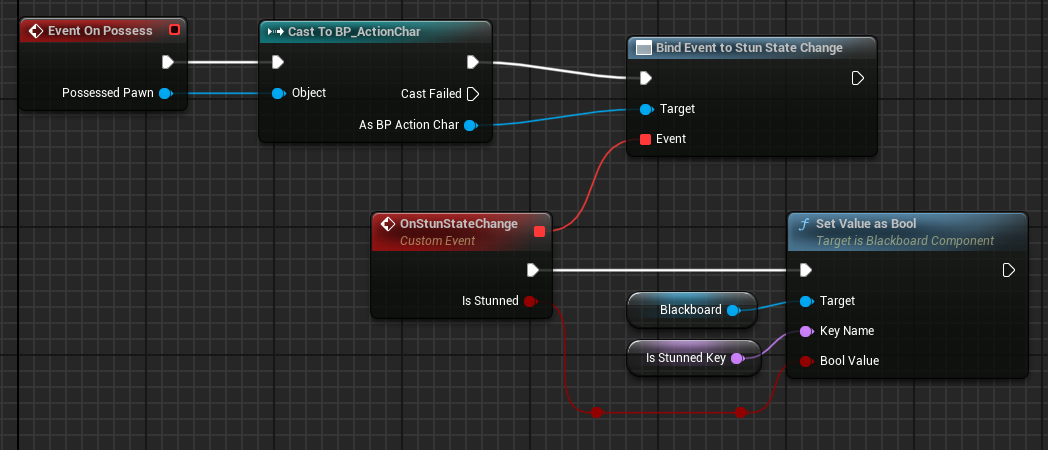 Event On Possess
Possessed Pawn
Cast To BP_ActionChar
Object
Cast Failed
As BP Action Char
Bind Event to Stun State Change
Target
Event
OnStunStateChange
Custom Event
Is Stunned
Blackboard
Is Stunned Key
Set Value as Bool
Target is Blackboard Component
Target
Key Name
Bool Value